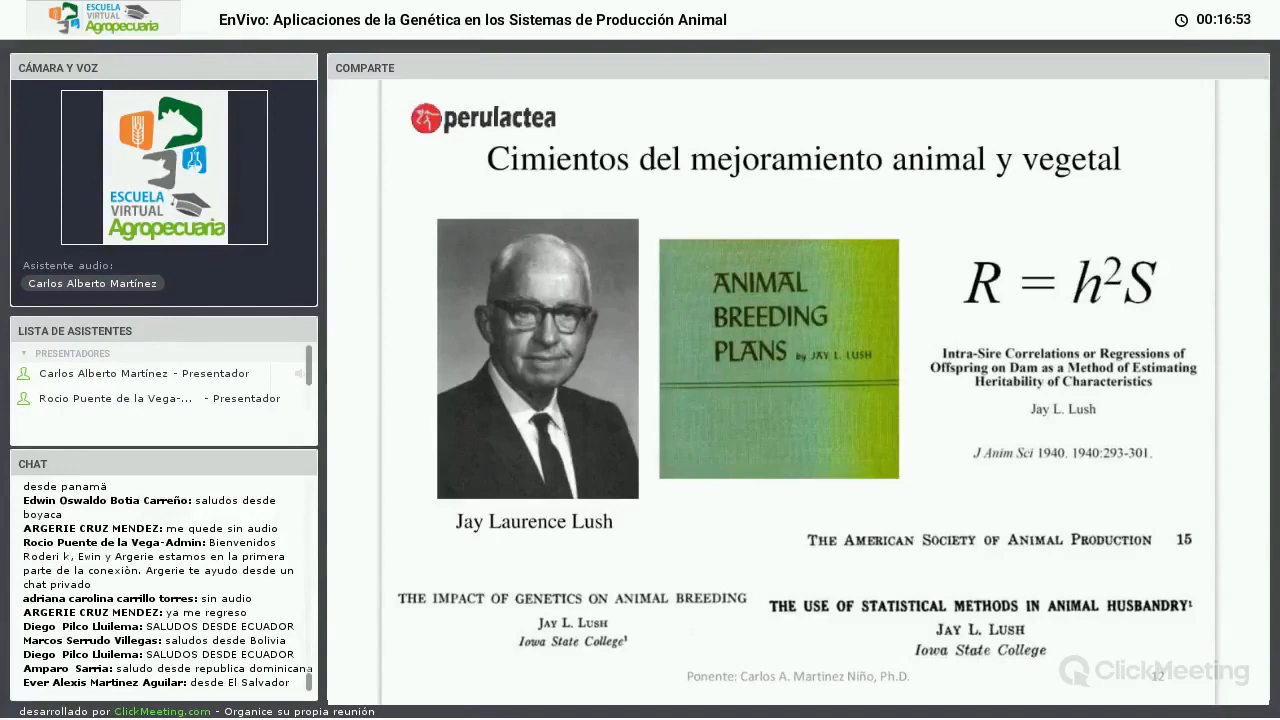 ESCUELA
VIRTUAL
Agropecuaria
EnVivo: Aplicaciones de la Genética en los Sistemas de Producción Animal
00:16:53
CÁMARA Y VOZ
ESCUELA
VIRTUAL
Agropecuaria
Asistente audio:
Carlos Alberto Martínez
LISTA DE ASISTENTES
PRESENTADORES
Carlos Alberto Martínez - Presentador
Rocio Puente de la Vega-... - Presentador
CHAT
desde panamä
Edwin Oswaldo Botia Carreño: saludos desde
boyaca
ARGERIE CRUZ MENDEZ: me quede sin audio
Rocio Puente de la Vega-Admin: Bienvenidos
Roderi k, Ewin y Argerie estamos en la primera
parte de la conexiòn. Argerie te ayudo desde un
chat privado
adriana carolina carrillo torres: sin audio
ARGERIE CRUZ MENDEZ: ya me regreso
Diego Pilco Lluilema: SALUDOS DESDE ECUADOR
Marcos Serrudo Villegas: saludos desde Bolivia
Diego Pilco Lluilema: SALUDOS DESDE ECUADOR
Amparo Sarria: saludo desde republica dominicana
Ever Alexis Martinez Aguilar: desde El Salvador
COMPARTE
perulactea
Cimientos del mejoramiento animal y vegetal
ANIMAL
BREEDING
PLANS by JAY L. LUSH
Jay Laurence Lush
R = h²S
Intra-Sire Correlations or Regressions of
Offspring on Dam as a Method of Estimating
Heritability of Characteristics
Jay L. Lush
J Anim Sci 1940. 1940:293-301.
THE AMERICAN SOCIETY OF ANIMAL PRODUCTION 15
THE IMPACT OF GENETICS ON ANIMAL BREEDING
JAY L. LUSH
Iowa State College¹
THE USE OF STATISTICAL METHODS IN ANIMAL HUSBANDRY¹
JAY L. LUSH
Iowa State College
Ponente: Carlos A. Martinez Niño, Ph.D.
12
ClickMeeting
desarrollado por ClickMeeting.com - Organice su propia reunión